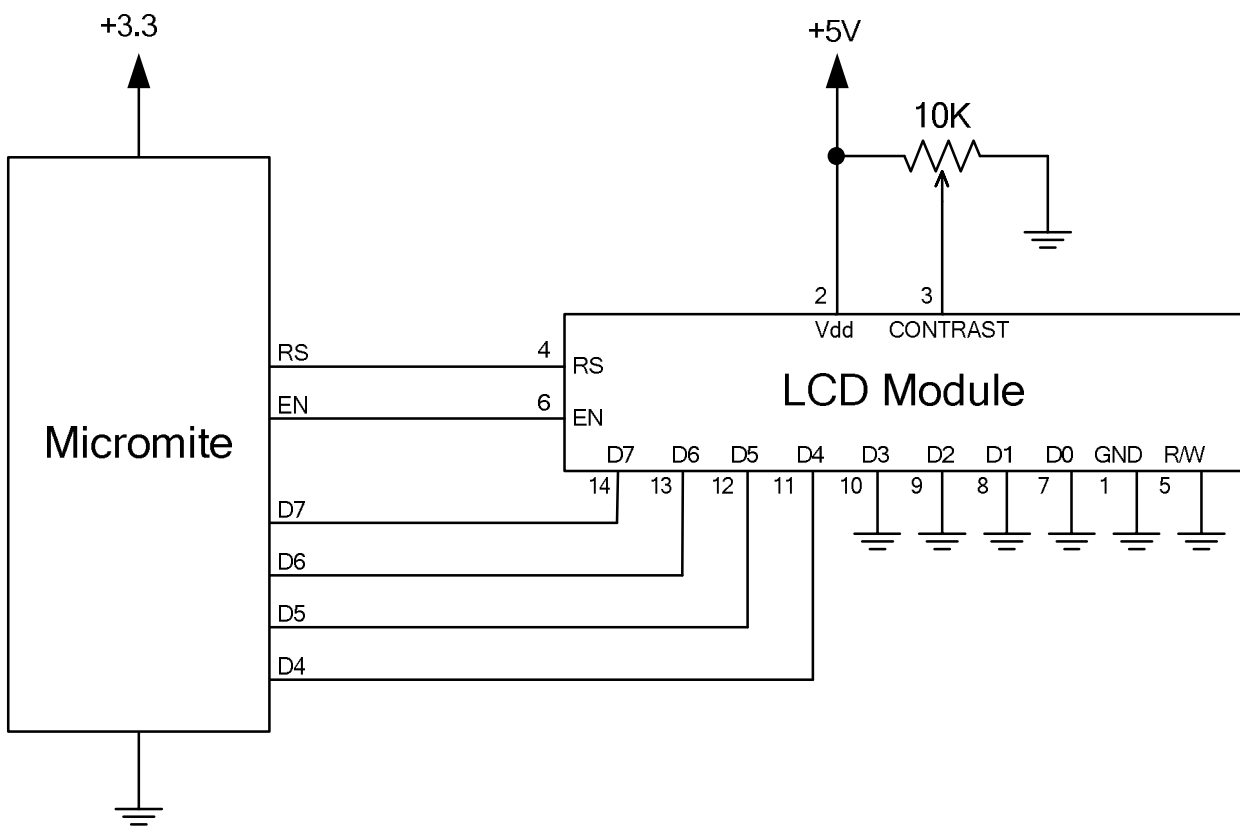 +3.3
+5V
10K
2
3
Vdd
CONTRAST
RS
4
RS
LCD Module
EN
6
EN
Micromite
D7
D6
D5
D4
D3
D2
D1
D0
GND
R/W
14
13
12
11
10
9
8
7
1
5
D7
D6
D5
D4